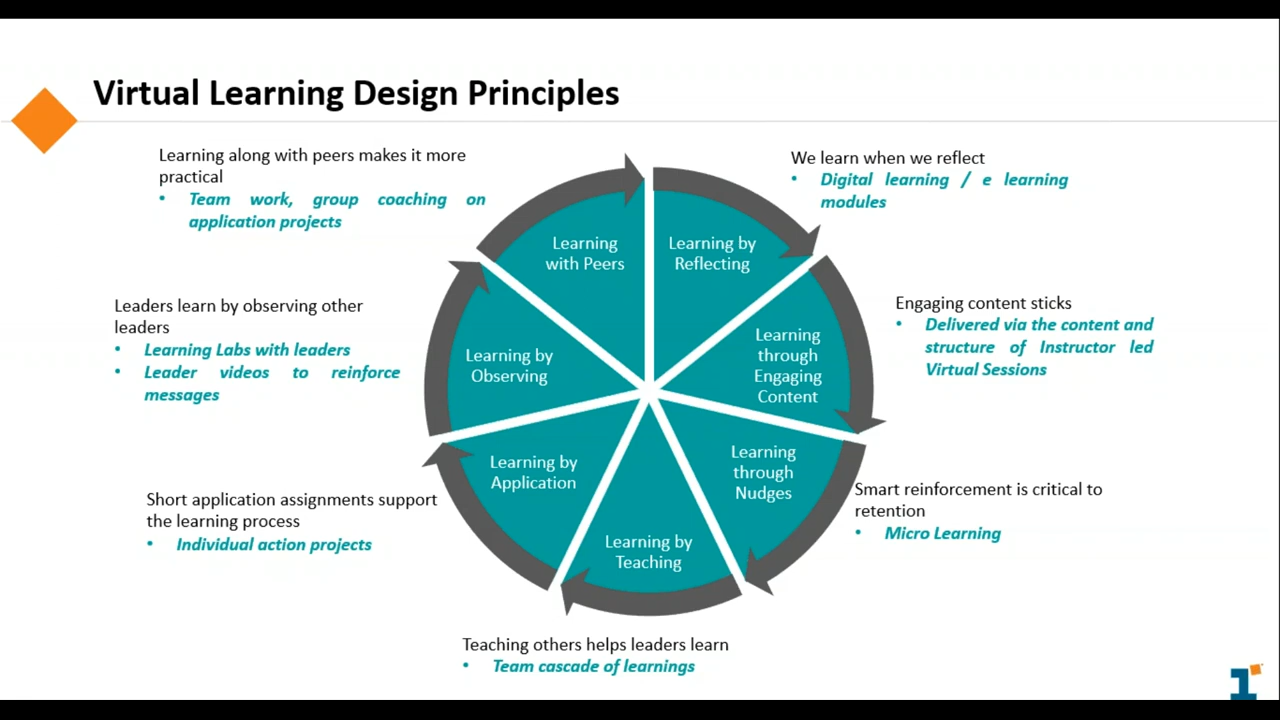 Virtual Learning Design Principles
Learning along with peers makes it more
practical
• Team work, group coaching on
application projects
We learn when we reflect
• Digital learning / e learning
modules
Learning
with Peers
Learning by
Reflecting
Leaders learn by observing other
leaders
• Learning Labs with leaders
• Leader videos to reinforce
messages
Engaging content sticks
• Delivered via the content and
structure of Instructor led
Virtual Sessions
Learning by
Observing
Learning
through
Engaging
Content
Learning by
Application
Learning
through
Nudges
Short application assignments support
the learning process
• Individual action projects
Smart reinforcement is critical to
retention
• Micro Learning
Learning by
Teaching
Teaching others helps leaders learn
• Team cascade of learnings
1